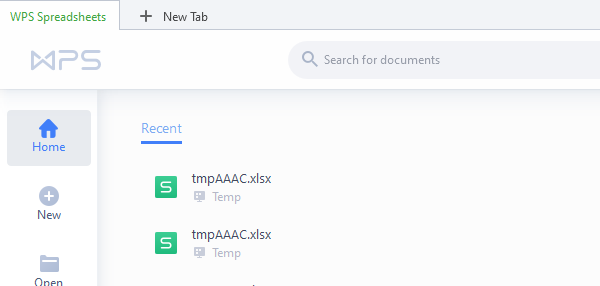 WPS Spreadsheets
New Tab
WPS
Search for documents
Home
Recent
tmpAAAC.xlsx
Temp
New
tmpAAAC.xlsx
Temp
Open